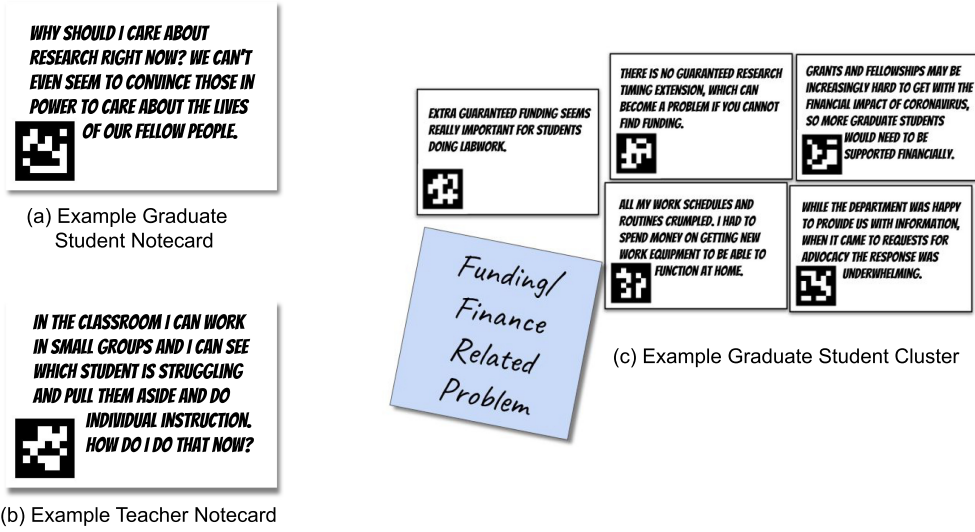 WHY SHOULD I CARE ABOUT
RESEARCH RIGHT NOW? WE CAN'T
EVEN SEEM TO CONVINCE THOSE IN
POWER TO CARE ABOUT THE LIVES
OF OUR FELLOW PEOPLE.
(a) Example Graduate
Student Notecard
IN THE CLASSROOM I CAN WORK
IN SMALL GROUPS AND I CAN SEE
WHICH STUDENT IS STRUGGLING
AND PULL THEM ASIDE AND DO
INDIVIDUAL INSTRUCTION.
HOW DO I DO THAT NOW?
(b) Example Teacher Notecard
EXTRA GUARANTEED FUNDING SEEMS
REALLY IMPORTANT FOR STUDENTS
DOING LABWORK.
THERE IS NO GUARANTEED RESEARCH
TIMING EXTENSION, WHICH CAN
BECOME A PROBLEM IF YOU CANNOT
FIND FUNDING.
GRANTS AND FELLOWSHIPS MAY BE
INCREASINGLY HARD TO GET WITH THE
FINANCIAL IMPACT OF CORONAVIRUS,
SO MORE GRADUATE STUDENTS
WOULD NEED TO BE
SUPPORTED FINANCIALLY.
ALL MY WORK SCHEDULES AND
ROUTINES CRUMPLED. I HAD TO
SPEND MONEY ON GETTING NEW
WORK EQUIPMENT TO BE ABLE TO
FUNCTION AT HOME.
WHILE THE DEPARTMENT WAS HAPPY
TO PROVIDE US WITH INFORMATION,
WHEN IT CAME TO REQUESTS FOR
ADVOCACY THE RESPONSE WAS
UNDERWHELMING.
Funding/
Finance
Related
Problem
(c) Example Graduate Student Cluster